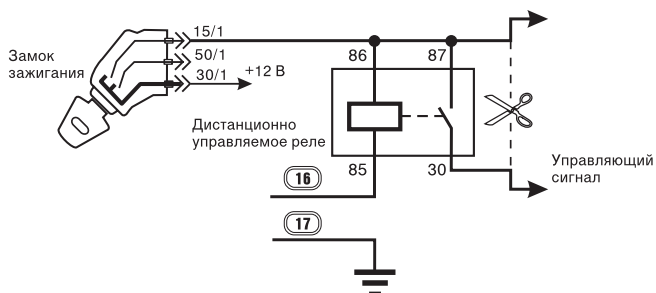 15/1
Замок
зажигания
50/1
30/1
+12 В
86
87
Дистанционно
управляемое реле
85
30
Управляющий
сигнал
16
17